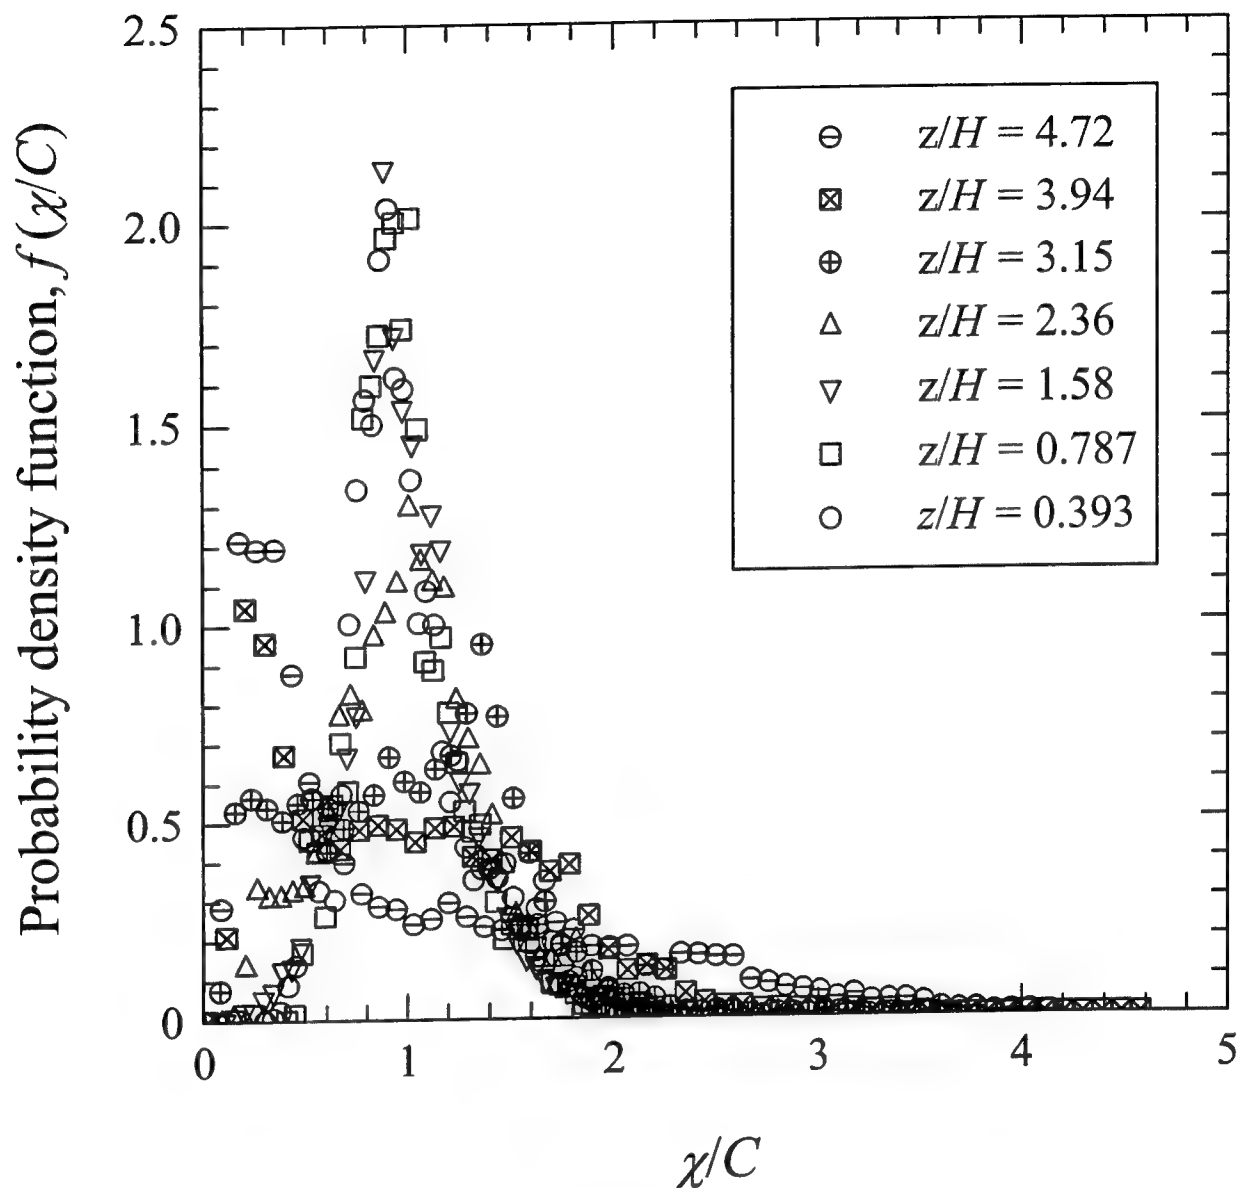 Probability density function, f (χ/C)
2.5
2.0
1.5
1.0
0.5
0
0 1 2 3 4 5
χ/C
z/H = 4.72
z/H = 3.94
z/H = 3.15
z/H = 2.36
z/H = 1.58
z/H = 0.787
z/H = 0.393